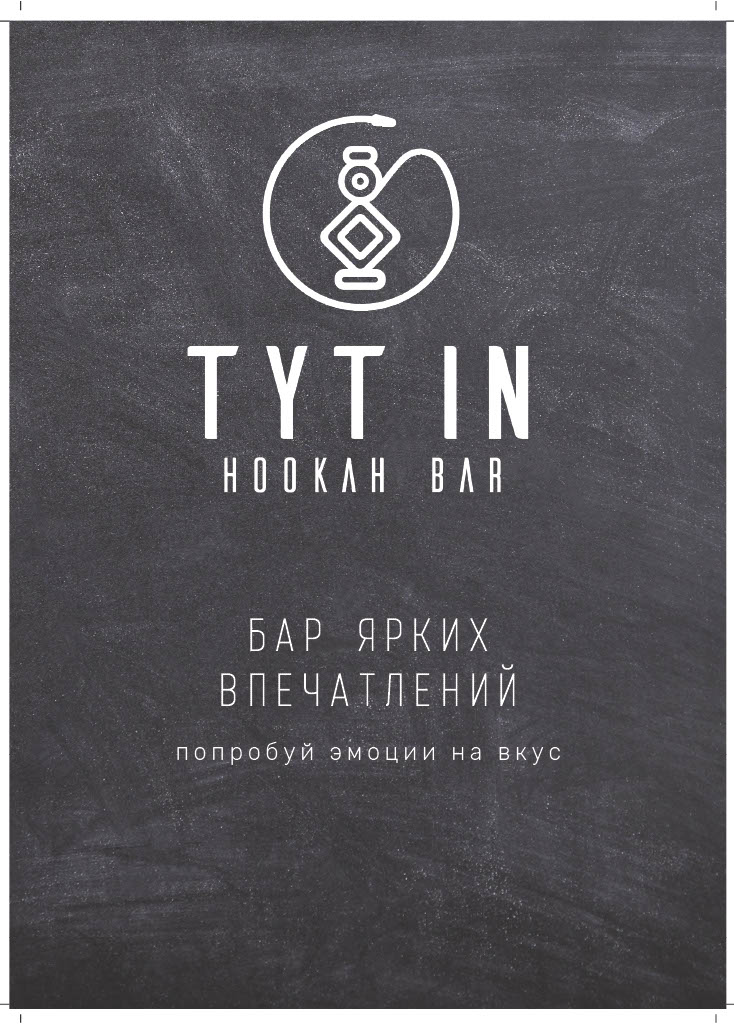 TYT IN
HOOKAH BAR
БАР ЯРКИХ
ВПЕЧАТЛЕНИЙ
попробуй эмоции на вкус